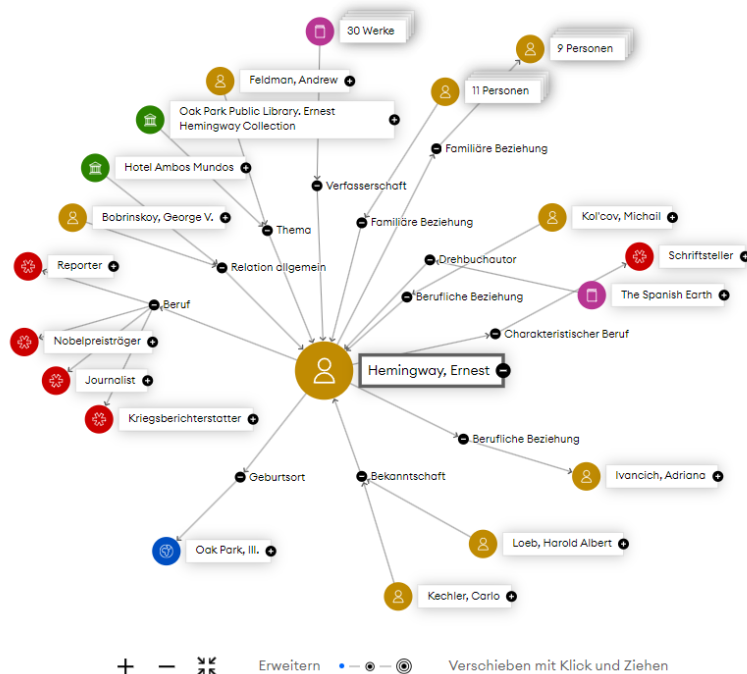 30 Werke
9 Personen
Feldman, Andrew
11 Personen
Oak Park Public Library. Ernest
Hemingway Collection
Familiäre Beziehung
Hotel Ambos Mundos
Verfasserschaft
Bobrinskoy, George V.
Familiäre Beziehung
Kol'cov, Michail
Thema
Schriftsteller
Drehbuchautor
Reporter
Relation allgemein
The Spanish Earth
Berufliche Beziehung
Beruf
Charakteristischer Beruf
Nobelpreisträger
Hemingway, Ernest
Journalist
Kriegsberichterstatter
Berufliche Beziehung
Geburtsort
Bekanntschaft
Ivancich, Adriana
Loeb, Harold Albert
Oak Park, Ill.
Kechler, Carlo
Erweitern
Verschieben mit Klick und Ziehen